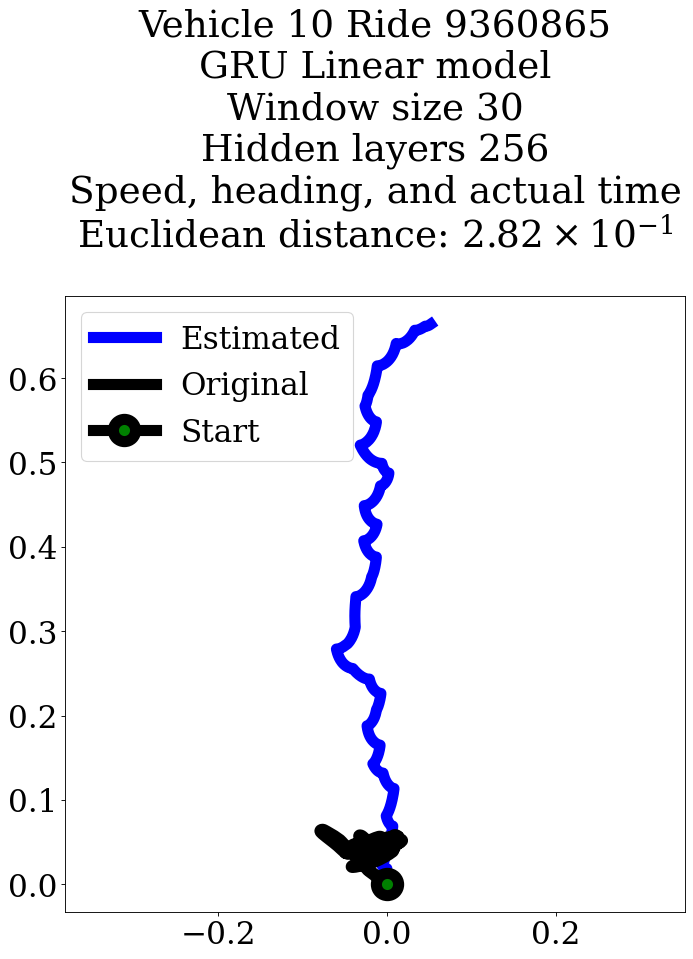 Vehicle 10 Ride 9360865
GRU Linear model
Window size 30
Hidden layers 256
Speed, heading, and actual time
Euclidean distance: 2.82 × 10⁻¹
Estimated
Original
Start
0.6
0.5
0.4
0.3
0.2
0.1
0.0
−0.2
0.0
0.2